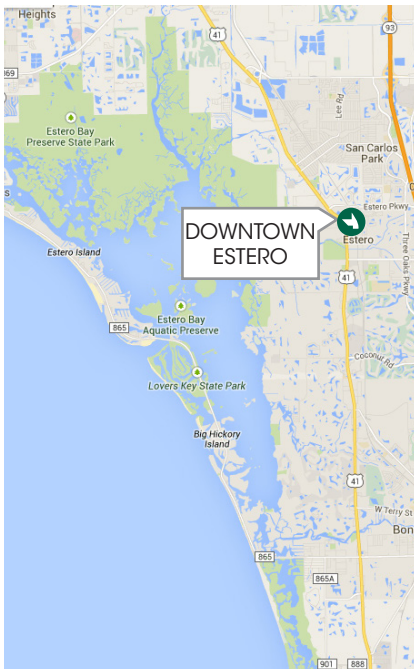 Heights
41
93
869
Lee Rd
Estero Bay
Preserve State Park
San Carlos
Park
Estero Pkwy
DOWNTOWN
ESTERO
Estero
Three Oaks Pkwy
Estero Island
41
865
Estero Bay
Aquatic Preserve
Coconut Rd
Lovers Key State Park
Big Hickory
Island
41
W Terry St
Bon
865
865A
901
888